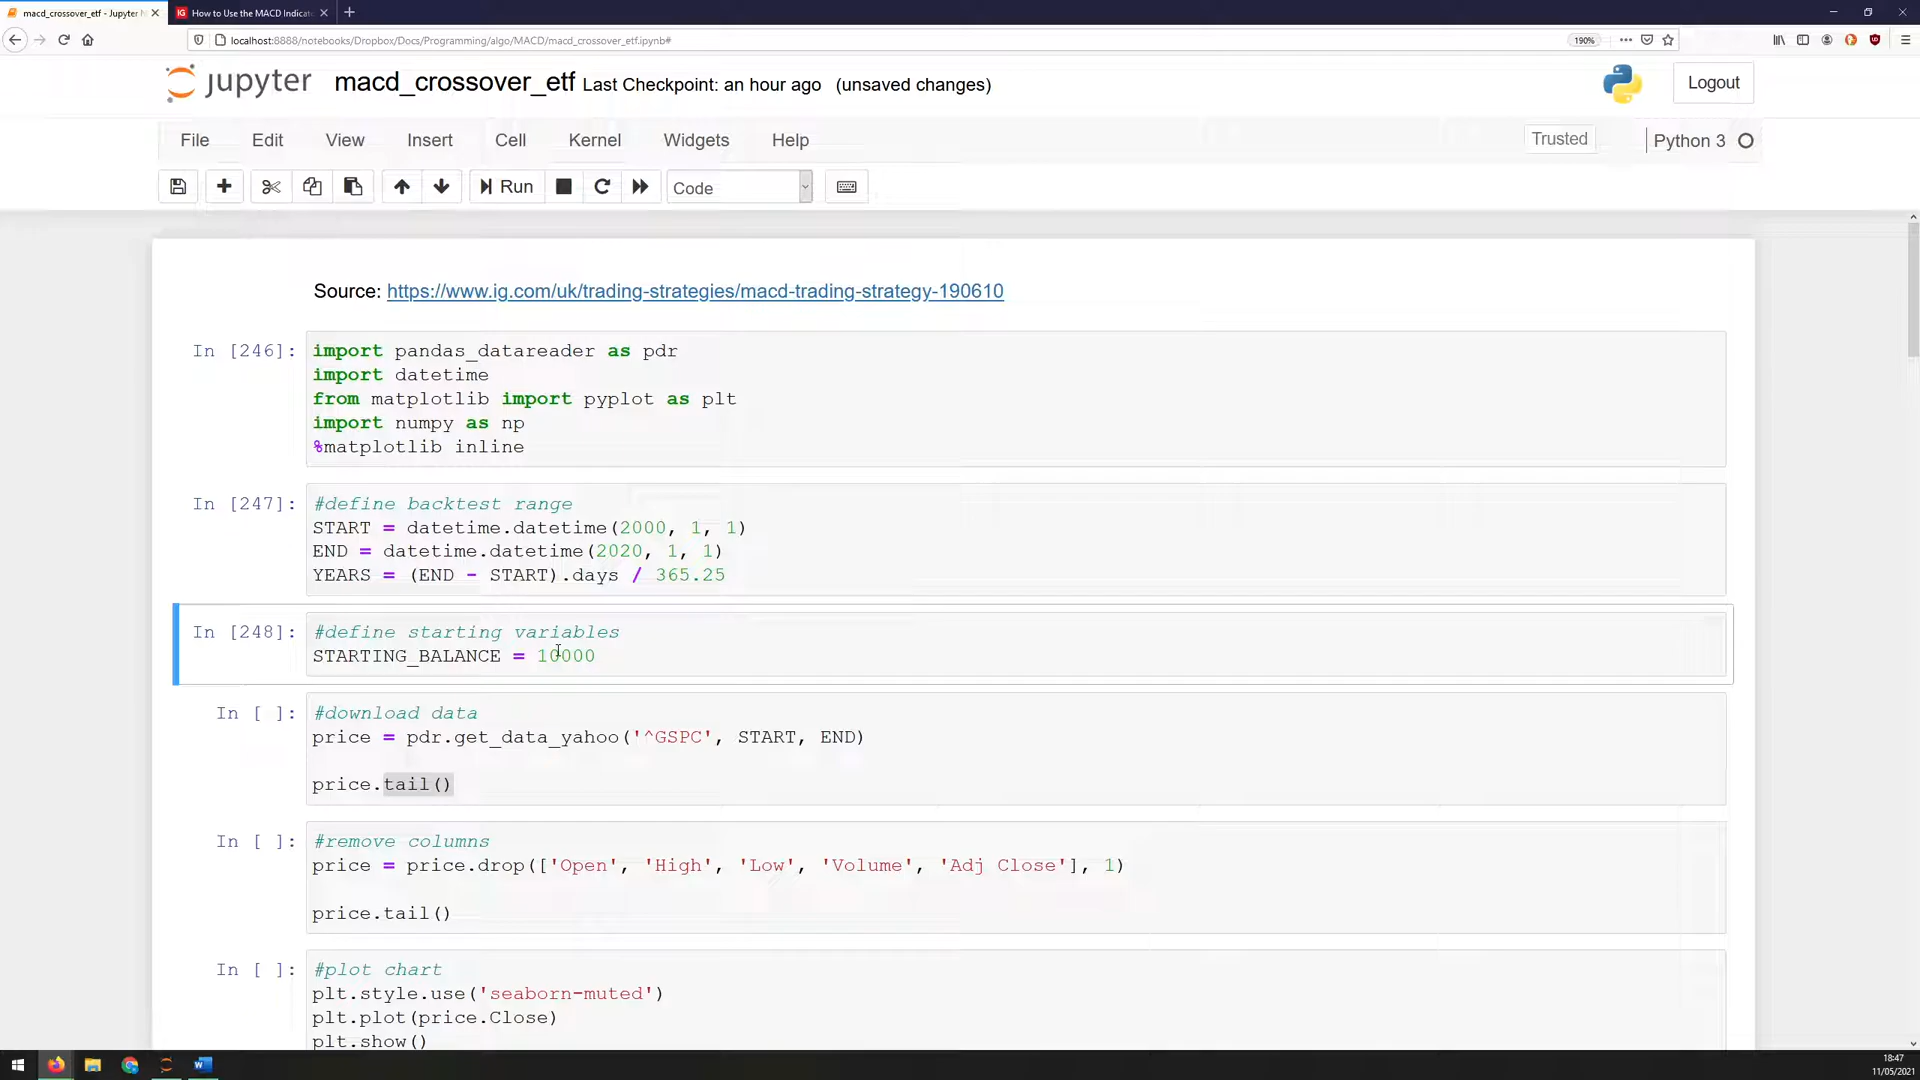 macd_crossover_etf - Jupyter N
How to Use the MACD Indicat
localhost:8888/notebooks/Dropbox/Docs/Programming/algo/MACD/macd_crossover_etf.ipynb#
190%
jupyter macd_crossover_etf Last Checkpoint: an hour ago (unsaved changes)
Logout
File Edit View Insert Cell Kernel Widgets Help
Trusted
Python 3
Run
Code
Source: https://www.ig.com/uk/trading-strategies/macd-trading-strategy-190610
In [246]:
import pandas_datareader as pdr
import datetime
from matplotlib import pyplot as plt
import numpy as np
%matplotlib inline
In [247]:
#define backtest range
START = datetime.datetime(2000, 1, 1)
END = datetime.datetime(2020, 1, 1)
YEARS = (END - START).days / 365.25
In [248]:
#define starting variables
STARTING_BALANCE = 10000
In [ ]:
#download data
price = pdr.get_data_yahoo('^GSPC', START, END)
price.tail()
In [ ]:
#remove columns
price = price.drop(['Open', 'High', 'Low', 'Volume', 'Adj Close'], 1)
price.tail()
In [ ]:
#plot chart
plt.style.use('seaborn-muted')
plt.plot(price.Close)
plt.show()
18:47
11/05/2021